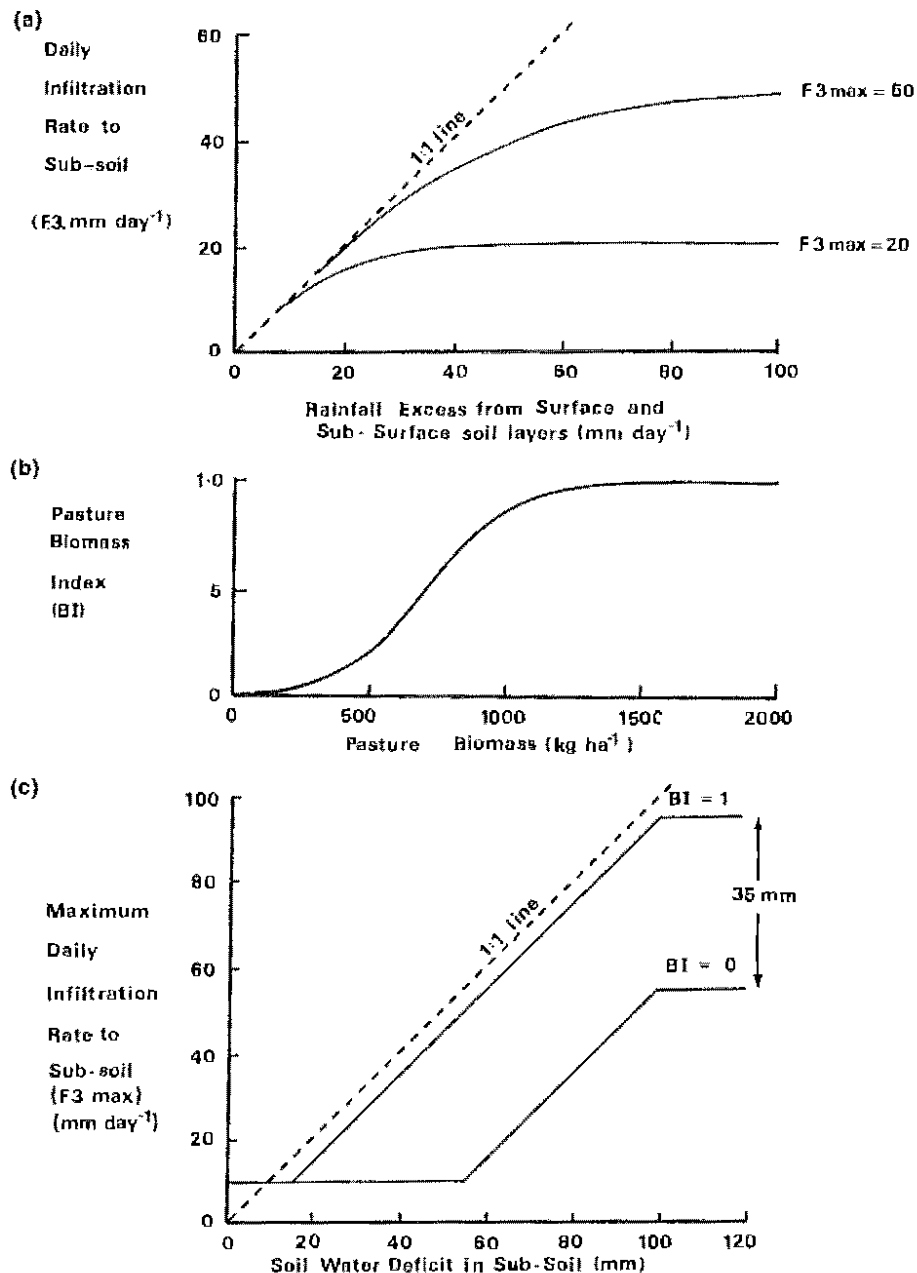 (a)
Daily
Infiltration
Rate to
Sub-soil
(F3.mm day⁻¹)
60
40
20
0
1:1 line
F3max = 50
F3max = 20
0 20 40 60 80 100
Rainfall Excess from Surface and
Sub-Surface soil layers (mm day⁻¹)
(b)
Pasture
Biomass
Index
(BI)
1·0
5
0
0 500 1000 1500 2000
Pasture Biomass (kg ha⁻¹)
(c)
Maximum
Daily
Infiltration
Rate to
Sub-soil
(F3 max)
(mm day⁻¹)
100
80
60
40
20
0
1:1 line
BI = 1
35 mm
BI = 0
0 20 40 60 80 100 120
Soil Water Deficit in Sub-Soil (mm)